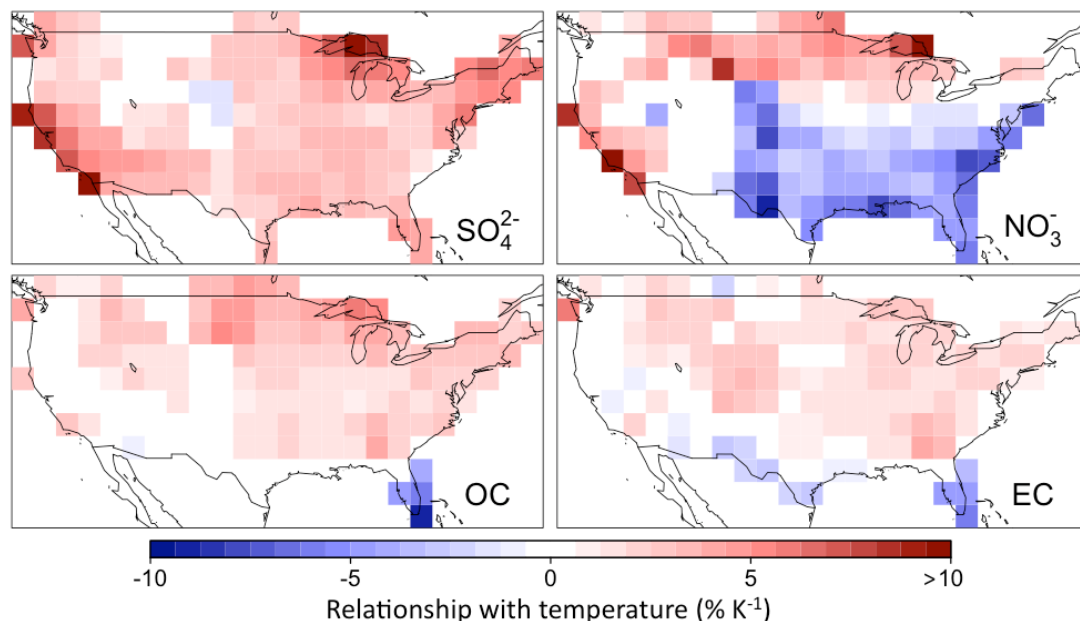 SO₄²⁻
NO₃⁻
OC
EC
-10 -5 0 5 >10
Relationship with temperature (% K⁻¹)